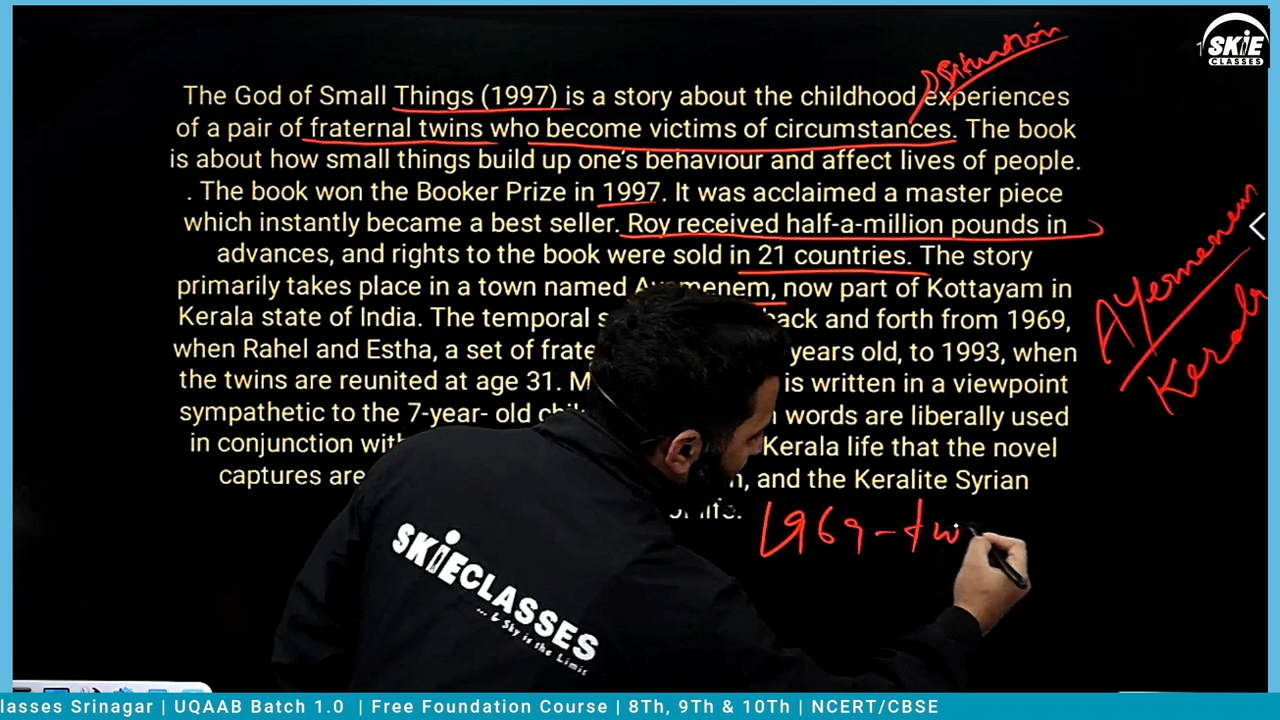 situation
SKIE
CLASSES
The God of Small Things (1997) is a story about the childhood experiences
of a pair of fraternal twins who become victims of circumstances. The book
is about how small things build up one's behaviour and affect lives of people.
. The book won the Booker Prize in 1997. It was acclaimed a master piece
which instantly became a best seller. Roy received half-a-million pounds in
advances, and rights to the book were sold in 21 countries. The story
primarily takes place in a town named Ayemenem, now part of Kottayam in
Kerala state of India. The temporal back and forth from 1969,
when Rahel and Estha, a set of years old, to 1993, when
the twins are reunited at age 31. is written in a viewpoint
sympathetic to the 7-year- old words are liberally used
in conjunction Kerala life that the novel
captures are and the Keralite Syrian
life.
Ayemenem
Kerala
1969 - tw
SKIECLASSES
... & Sky is the Limit
lasses Srinagar | UQAAB Batch 1.0 | Free Foundation Course | 8Th, 9Th & 10Th | NCERT/CBSE